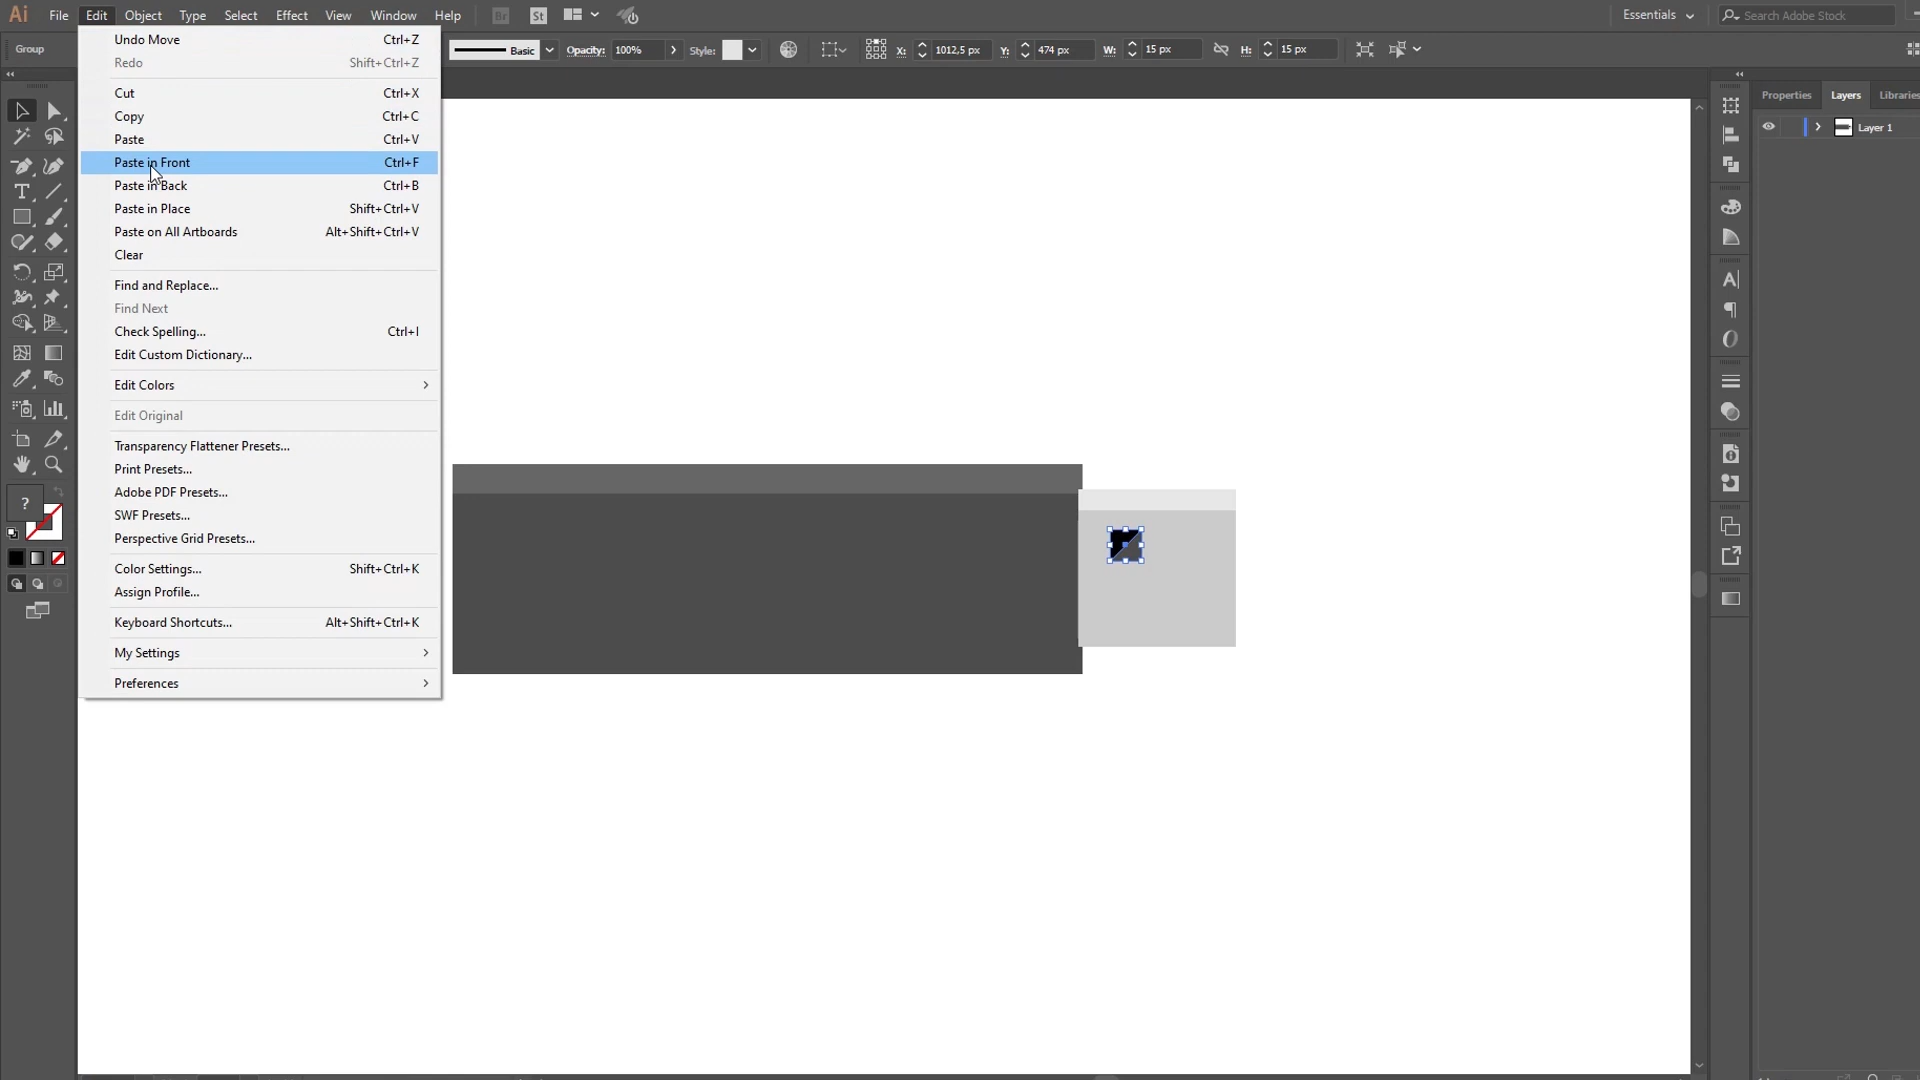 Ai File Edit Object Type Select Effect View Window Help Br St Essentials Search Adobe Stock
Group Basic Opacity: 100% Style: X: 1012,5 px Y: 474 px W: 15 px H: 15 px
Undo Move Ctrl+Z
Redo Shift+Ctrl+Z
Cut Ctrl+X
Copy Ctrl+C
Paste Ctrl+V
Paste in Front Ctrl+F
Paste in Back Ctrl+B
Paste in Place Shift+Ctrl+V
Paste on All Artboards Alt+Shift+Ctrl+V
Clear
Find and Replace...
Find Next
Check Spelling... Ctrl+I
Edit Custom Dictionary...
Edit Colors
Edit Original
Transparency Flattener Presets...
Print Presets...
Adobe PDF Presets...
SWF Presets...
Perspective Grid Presets...
Color Settings... Shift+Ctrl+K
Assign Profile...
Keyboard Shortcuts... Alt+Shift+Ctrl+K
My Settings
Preferences
?
Properties Layers Libraries
Layer 1